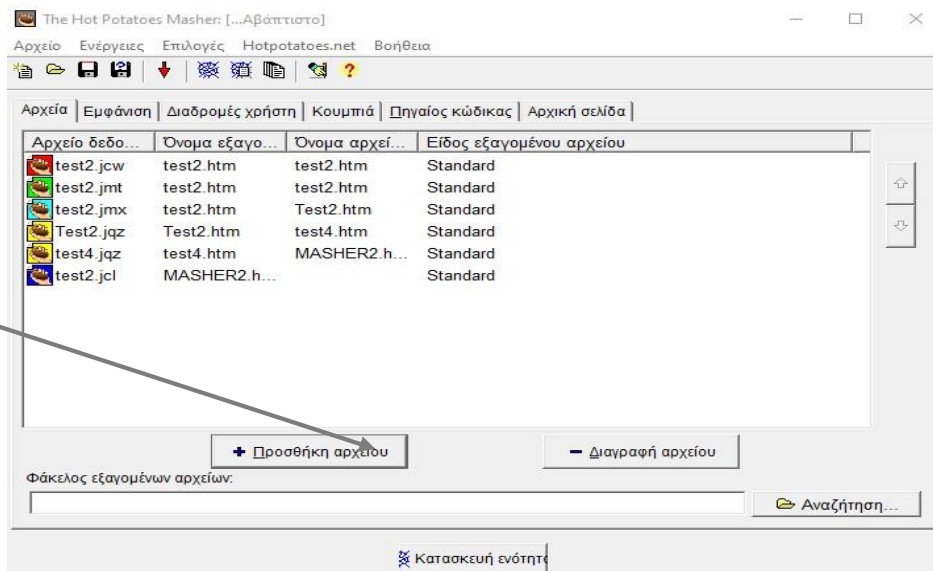 The Hot Potatoes Masher: [...Αβάπτιστο]
Αρχείο Ενέργειες Επιλογές Hotpotatoes.net Βοήθεια
Αρχεία Εμφάνιση Διαδρομές χρήστη Κουμπιά Πηγαίος κώδικας Αρχική σελίδα
Αρχείο δεδο... Όνομα εξαγο... Όνομα αρχεί... Είδος εξαγομένου αρχείου
test2.jcw test2.htm test2.htm Standard
test2.jmt test2.htm test2.htm Standard
test2.jmx test2.htm Test2.htm Standard
Test2.jqz Test2.htm test4.htm Standard
test4.jqz test4.htm MASHER2.h... Standard
test2.jcl MASHER2.h... Standard
+ Προσθήκη αρχείου − Διαγραφή αρχείου
Φάκελος εξαγομένων αρχείων:
Αναζήτηση...
Κατασκευή ενότητ